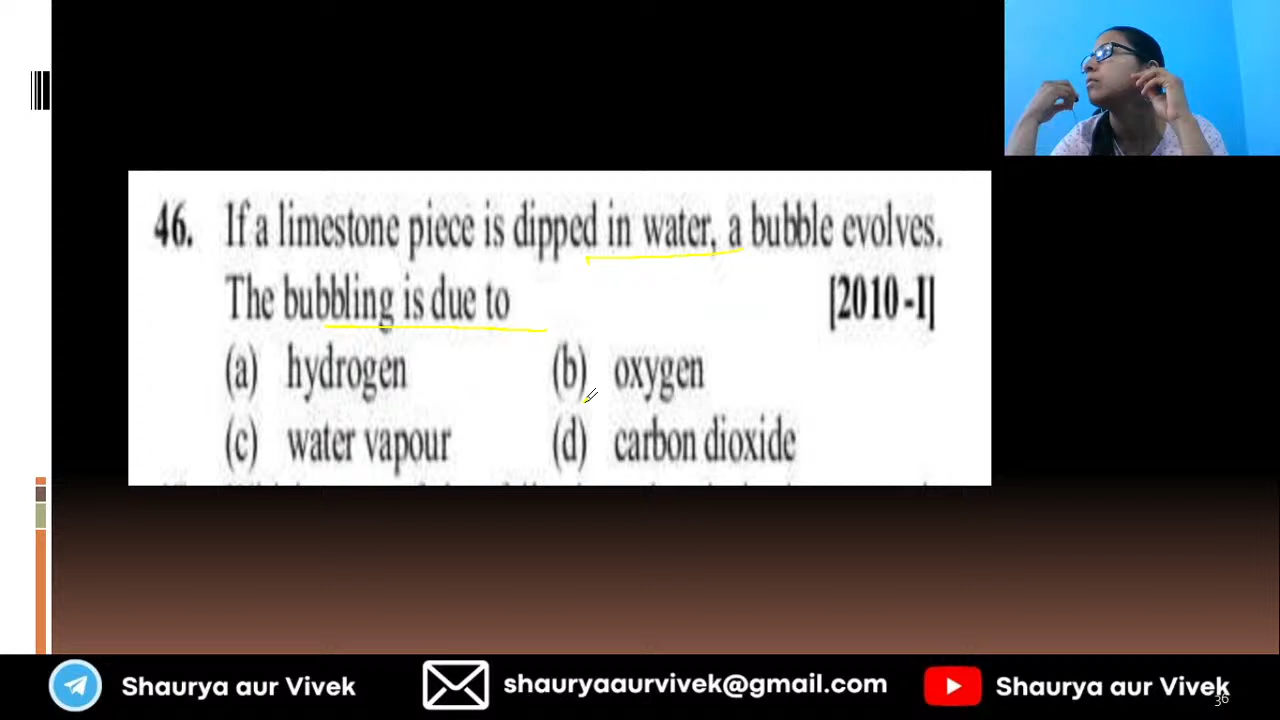 46. If a limestone piece is dipped in water, a bubble evolves.
The bubbling is due to [2010-I]
(a) hydrogen (b) oxygen
(c) water vapour (d) carbon dioxide
Shaurya aur Vivek shauryaaurvivek@gmail.com Shaurya aur Vivek
36